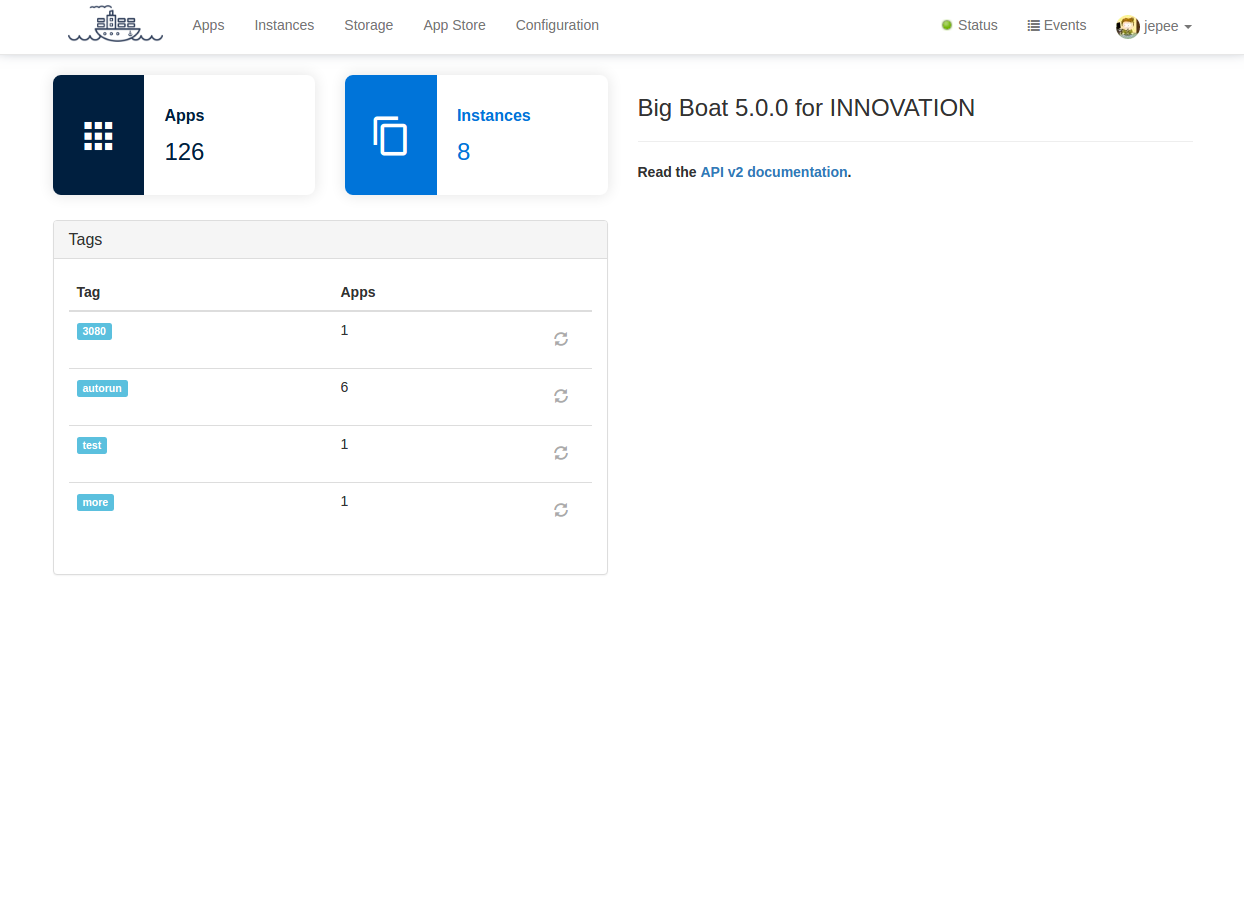 Apps Instances Storage App Store Configuration Status Events jepee
Apps
126
Instances
8
Big Boat 5.0.0 for INNOVATION
Read the API v2 documentation.
Tags
Tag Apps
3080 1
autorun 6
test 1
more 1